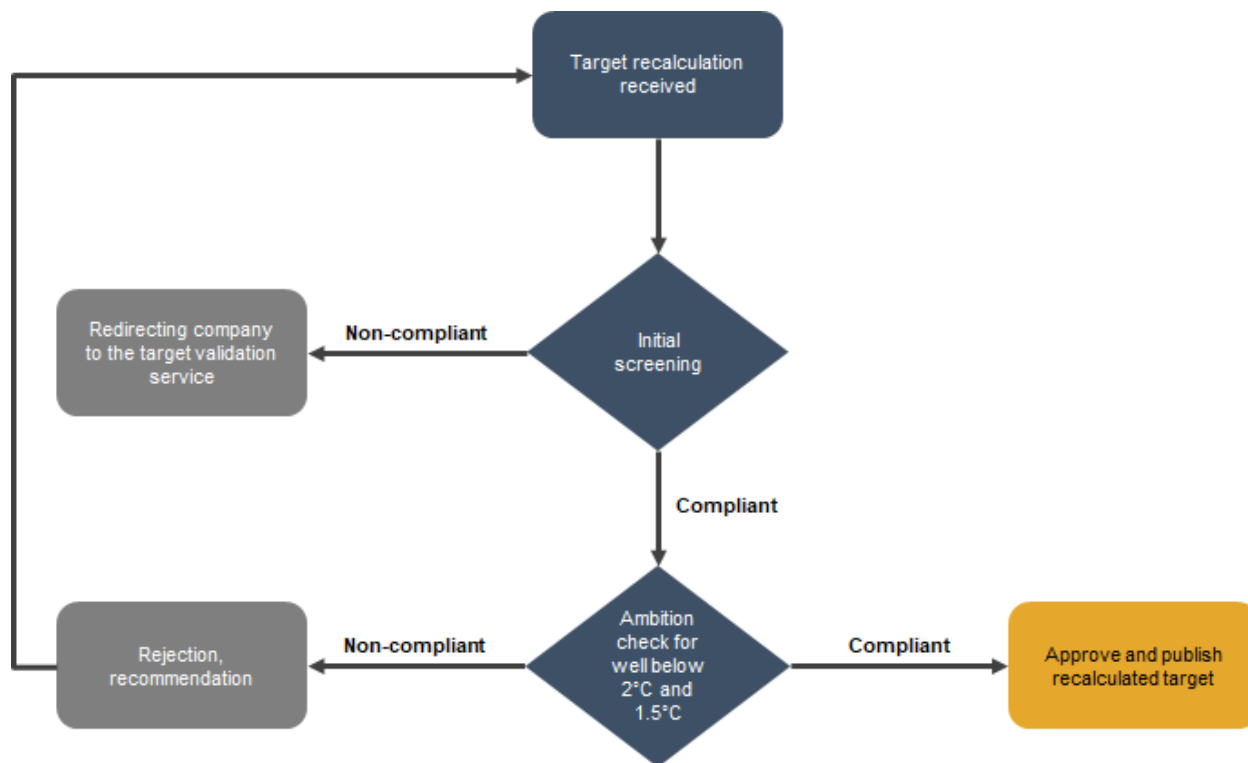 Target recalculation
received
Redirecting company
to the target validation
service
Non-compliant
Initial
screening
Compliant
Rejection,
recommendation
Non-compliant
Ambition
check for
well below
2°C and
1.5°C
Compliant
Approve and publish
recalculated target